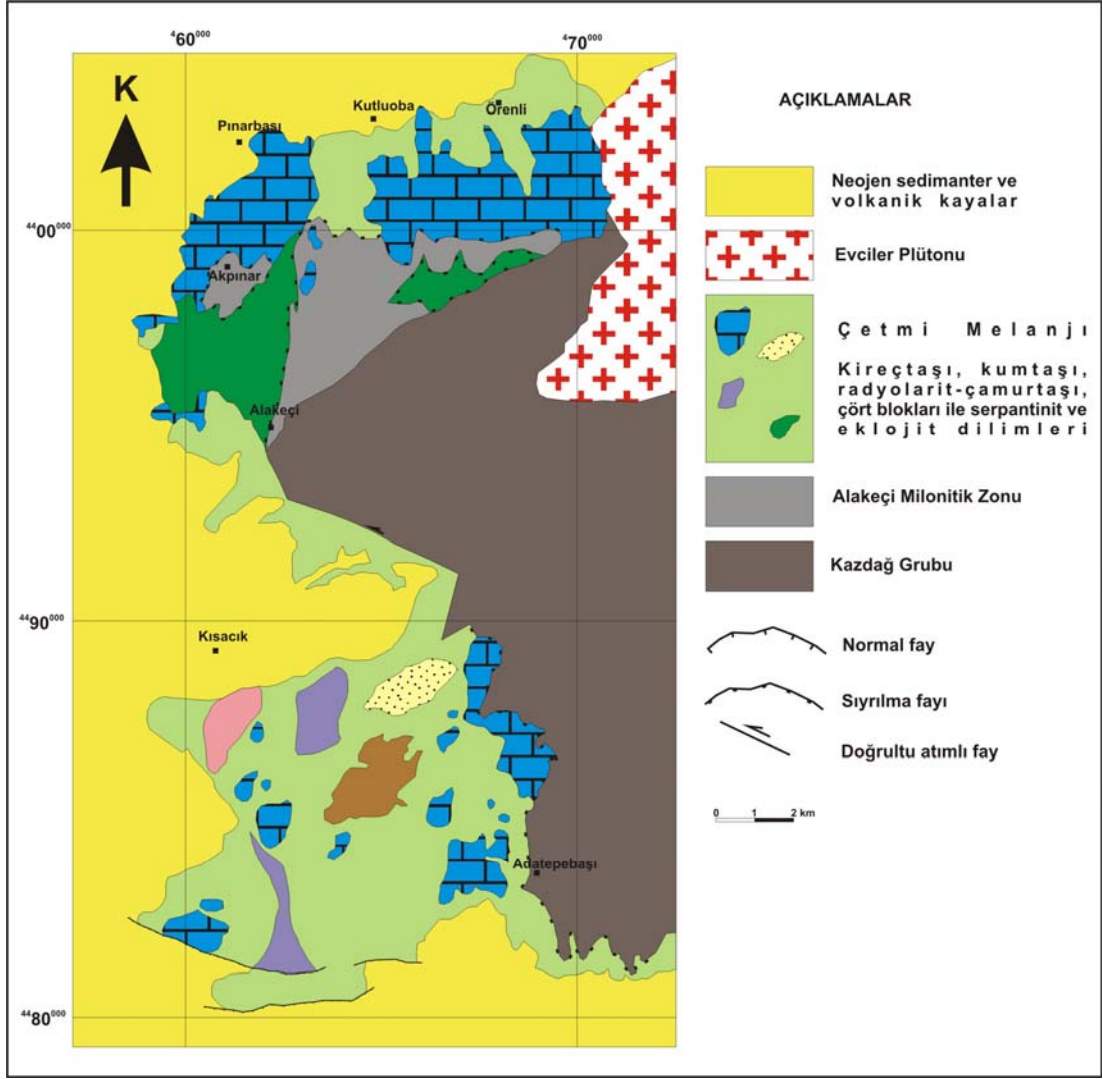 460⁰⁰⁰
470⁰⁰⁰
K
Kutluoba
Örenli
Pınarbaşı
4400⁰⁰⁰
Akpınar
Alakeçi
4490⁰⁰⁰
Kısacık
Adatepebaşı
4480⁰⁰⁰
AÇIKLAMALAR
Neojen sedimanter ve
volkanik kayalar
Evciler Plütonu
Çetmi Melanjı
Kireçtaşı, kumtaşı,
radyolarit-çamurtaşı,
çört blokları ile serpantinit ve
eklojit dilimleri
Alakeçi Milonitik Zonu
Kazdağ Grubu
Normal fay
Sıyrılma fayı
Doğrultu atımlı fay
0 1 2 km